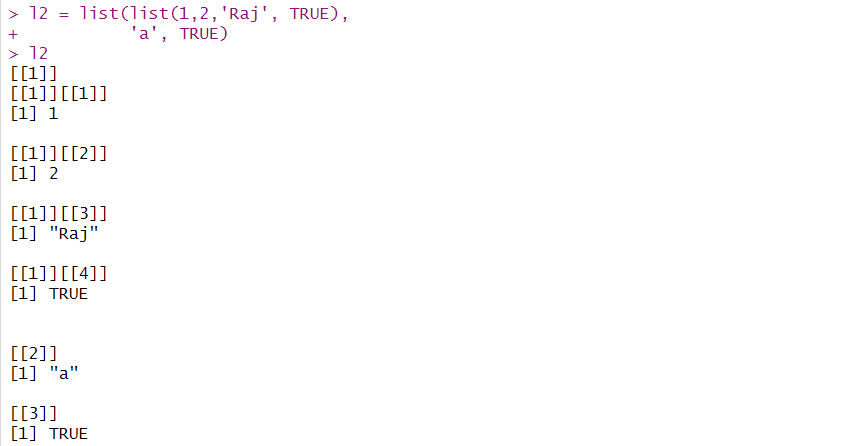 > l2 = list(list(1,2,'Raj', TRUE),
+           'a', TRUE)
> l2
[[1]]
[[1]][[1]]
[1] 1

[[1]][[2]]
[1] 2

[[1]][[3]]
[1] "Raj"

[[1]][[4]]
[1] TRUE


[[2]]
[1] "a"

[[3]]
[1] TRUE